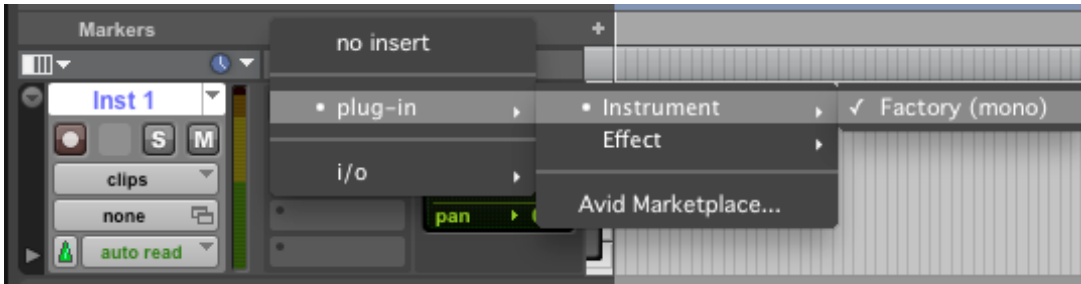 Markers
no insert
Inst 1
• plug-in
• Instrument
✓ Factory (mono)
S M
Effect
clips
i/o
none
Avid Marketplace...
pan
auto read